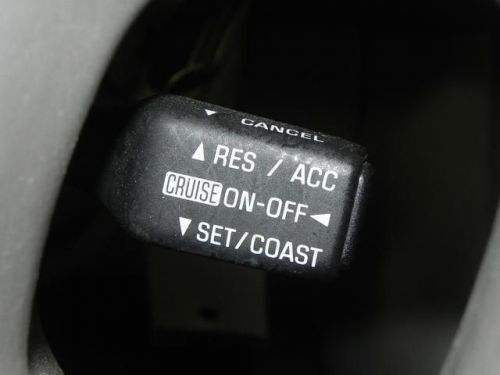 CANCEL
RES / ACC
CRUISE ON-OFF
SET/COAST